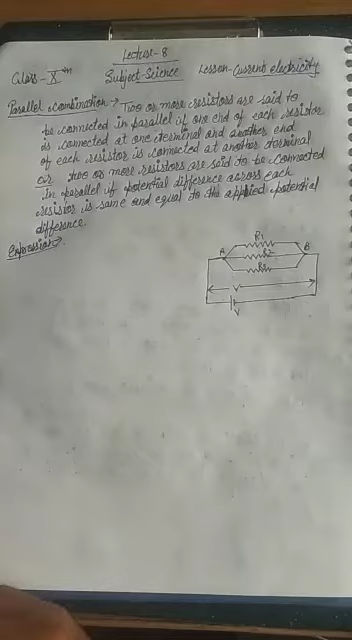 Lecture-8
Class-X^th Subject-Science Lesson-Current electricity
Parallel combination → Two or more resistors are said to
be connected in parallel if one end of each resistor
is connected at one terminal and another end
of each resistor is connected at another terminal
or two or more resistors are said to be connected
in parallel if potential difference across each
resistor is same and equal to the applied potential
difference.
Expression →
R1
A R2 B
R3
V
V